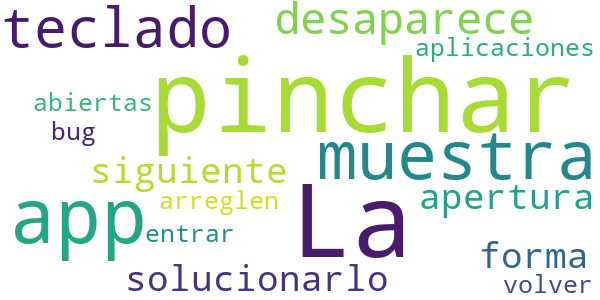 teclado
desaparece
aplicaciones
pinchar
abiertas
bug
muestra
siguiente
La
app
arreglen
apertura
entrar
forma
solucionarlo
volver